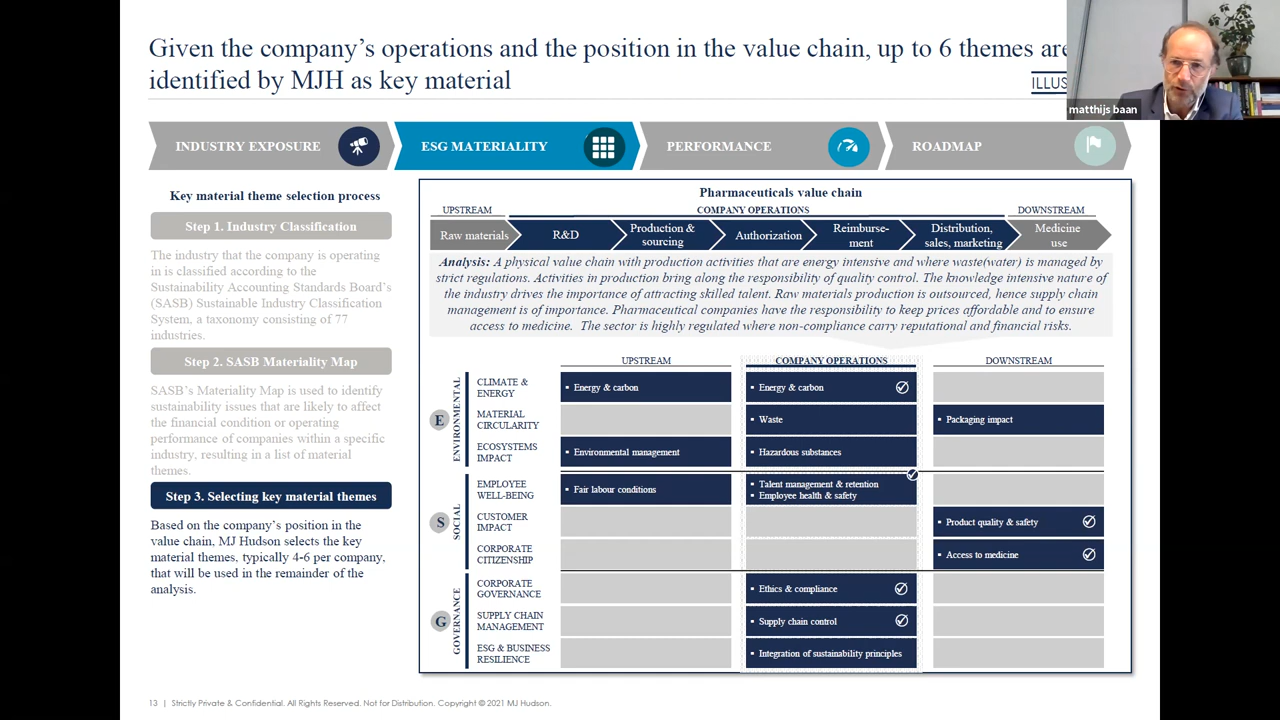 Given the company's operations and the position in the value chain, up to 6 themes are
identified by MJH as key material
ILLUS
matthijs baan
INDUSTRY EXPOSURE
ESG MATERIALITY
PERFORMANCE
ROADMAP
Key material theme selection process
Step 1. Industry Classification
The industry that the company is operating
in is classified according to the
Sustainability Accounting Standards Board's
(SASB) Sustainable Industry Classification
System, a taxonomy consisting of 77
industries.
Step 2. SASB Materiality Map
SASB's Materiality Map is used to identify
sustainability issues that are likely to affect
the financial condition or operating
performance of companies within a specific
industry, resulting in a list of material
themes.
Step 3. Selecting key material themes
Based on the company's position in the
value chain, MJ Hudson selects the key
material themes, typically 4-6 per company,
that will be used in the remainder of the
analysis.
Pharmaceuticals value chain
UPSTREAM
COMPANY OPERATIONS
DOWNSTREAM
Raw materials
R&D
Production &
sourcing
Authorization
Reimburse-
ment
Distribution,
sales, marketing
Medicine
use
Analysis: A physical value chain with production activities that are energy intensive and where waste(water) is managed by
strict regulations. Activities in production bring along the responsibility of quality control. The knowledge intensive nature of
the industry drives the importance of attracting skilled talent. Raw materials production is outsourced, hence supply chain
management is of importance. Pharmaceutical companies have the responsibility to keep prices affordable and to ensure
access to medicine. The sector is highly regulated where non-compliance carry reputational and financial risks.
UPSTREAM
COMPANY OPERATIONS
DOWNSTREAM
E
ENVIRONMENTAL
CLIMATE &
ENERGY
▪ Energy & carbon
▪ Energy & carbon
MATERIAL
CIRCULARITY
▪ Waste
▪ Packaging impact
ECOSYSTEMS
IMPACT
▪ Environmental management
▪ Hazardous substances
S
SOCIAL
EMPLOYEE
WELL-BEING
▪ Fair labour conditions
▪ Talent management & retention
▪ Employee health & safety
CUSTOMER
IMPACT
▪ Product quality & safety
CORPORATE
CITIZENSHIP
▪ Access to medicine
G
GOVERNANCE
CORPORATE
GOVERNANCE
▪ Ethics & compliance
SUPPLY CHAIN
MANAGEMENT
▪ Supply chain control
ESG & BUSINESS
RESILIENCE
▪ Integration of sustainability principles
13 | Strictly Private & Confidential. All Rights Reserved. Not for Distribution. Copyright © 2021 MJ Hudson.